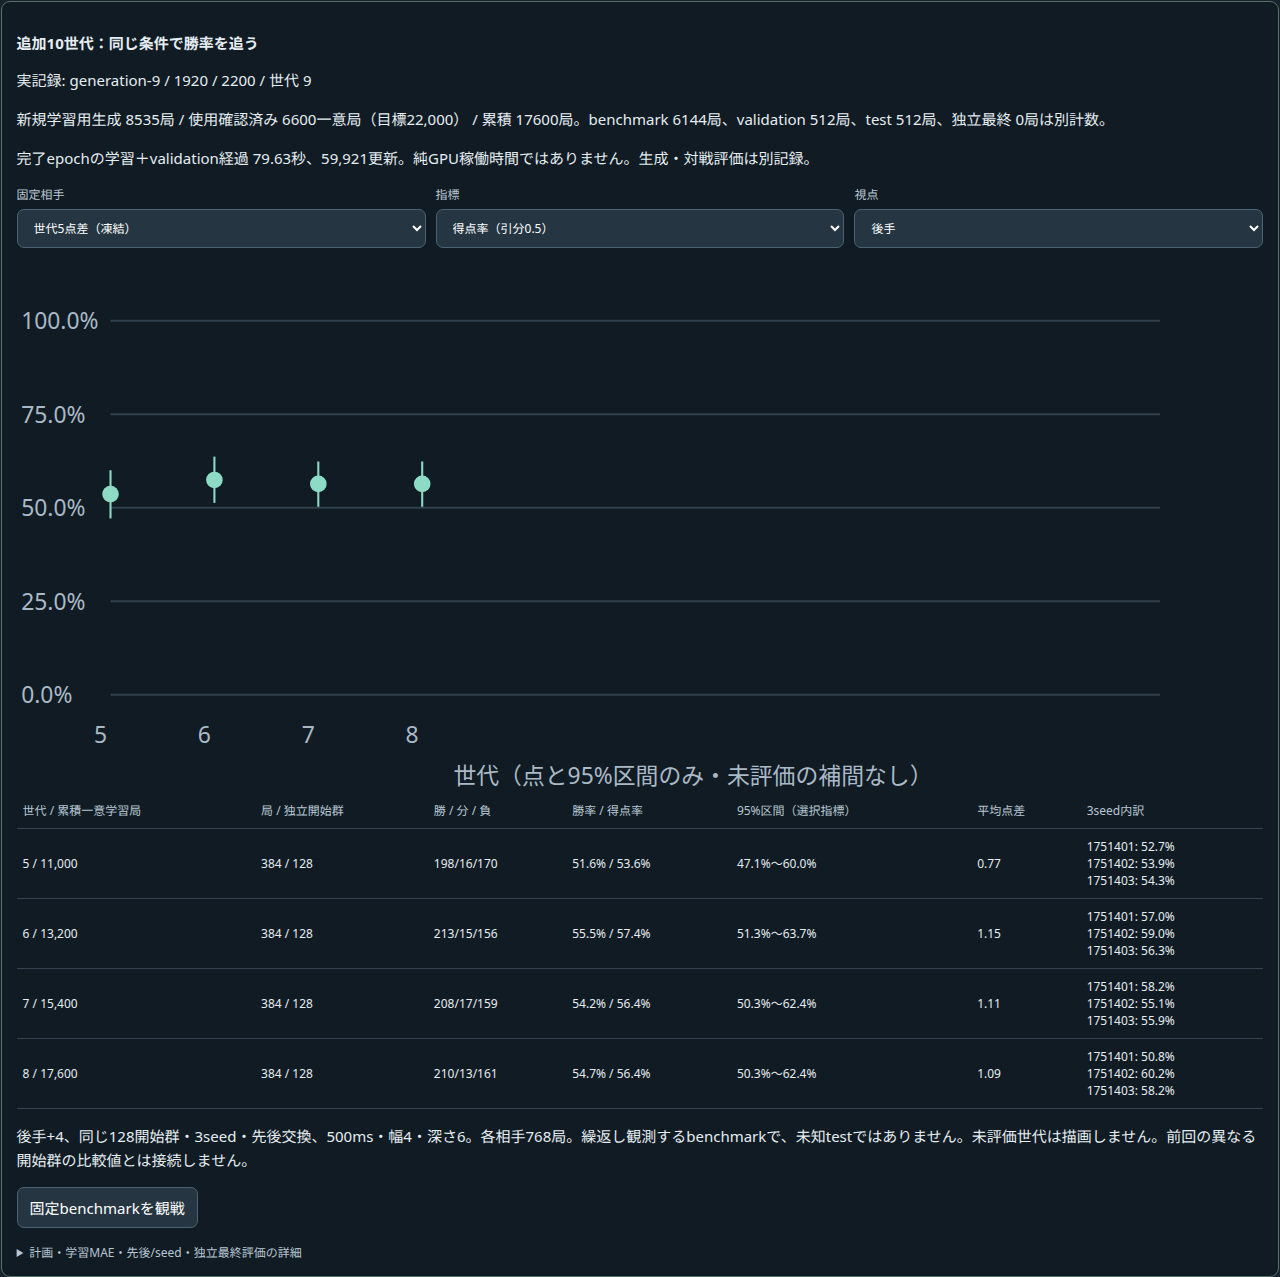 追加10世代：同じ条件で勝率を追う
実記録: generation-9 / 1920 / 2200 / 世代 9
新規学習用生成 8535局 / 使用確認済み 6600一意局（目標22,000） / 累積 17600局。benchmark 6144局、validation 512局、test 512局、独立最終 0局は別計数。
完了epochの学習＋validation経過 79.63秒、59,921更新。純GPU稼働時間ではありません。生成・対戦評価は別記録。
固定相手 指標 視点
世代5点差（凍結） 得点率（引分0.5） 後手
100.0%
75.0%
50.0%
25.0%
0.0%
5 6 7 8
世代（点と95%区間のみ・未評価の補間なし）
世代 / 累積一意学習局 局 / 独立開始群 勝 / 分 / 負 勝率 / 得点率 95%区間（選択指標） 平均点差 3seed内訳
1751401: 52.7%
5 / 11,000 384 / 128 198/16/170 51.6% / 53.6% 47.1%〜60.0% 0.77 1751402: 53.9%
1751403: 54.3%
1751401: 57.0%
6 / 13,200 384 / 128 213/15/156 55.5% / 57.4% 51.3%〜63.7% 1.15 1751402: 59.0%
1751403: 56.3%
1751401: 58.2%
7 / 15,400 384 / 128 208/17/159 54.2% / 56.4% 50.3%〜62.4% 1.11 1751402: 55.1%
1751403: 55.9%
1751401: 50.8%
8 / 17,600 384 / 128 210/13/161 54.7% / 56.4% 50.3%〜62.4% 1.09 1751402: 60.2%
1751403: 58.2%
後手+4、同じ128開始群・3seed・先後交換、500ms・幅4・深さ6。各相手768局。繰返し観測するbenchmarkで、未知testではありません。未評価世代は描画しません。前回の異なる
開始群の比較値とは接続しません。
固定benchmarkを観戦
▶ 計画・学習MAE・先後/seed・独立最終評価の詳細